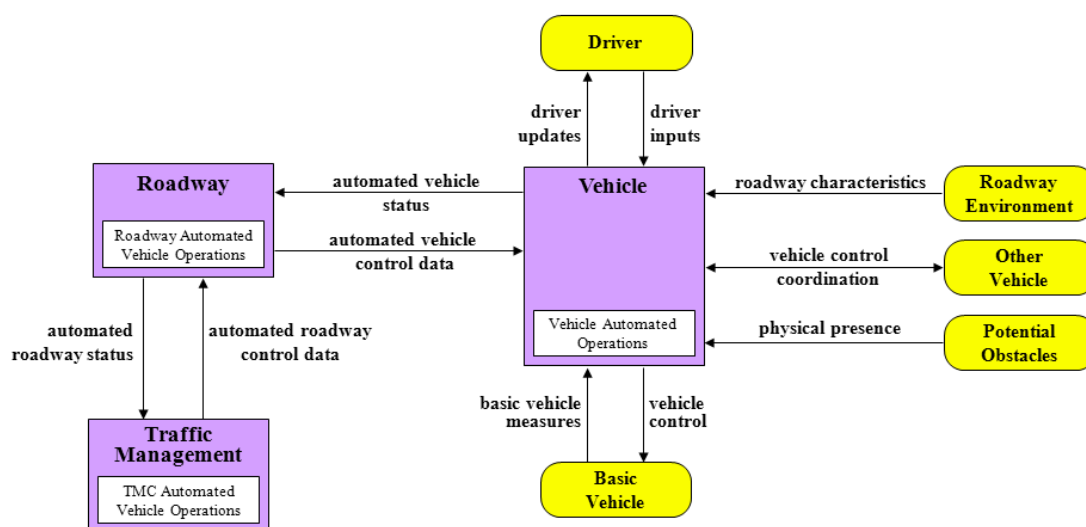 Driver
driver
updates
driver
inputs
Roadway
Roadway Automated
Vehicle Operations
automated vehicle
status
automated vehicle
control data
Vehicle
Vehicle Automated
Operations
roadway characteristics
Roadway
Environment
vehicle control
coordination
Other
Vehicle
physical presence
Potential
Obstacles
automated
roadway status
automated roadway
control data
basic vehicle
measures
vehicle
control
Traffic
Management
TMC Automated
Vehicle Operations
Basic
Vehicle